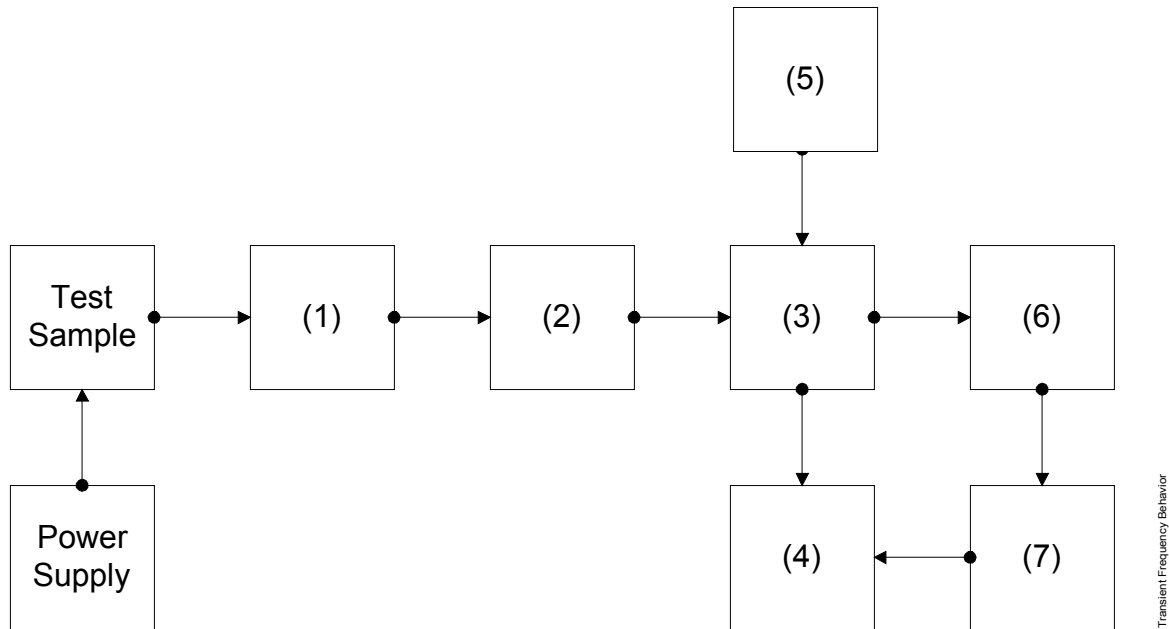 (5)
Test
Sample
(1)
(2)
(3)
(6)
Power
Supply
(4)
(7)
Transient Frequency Behavior